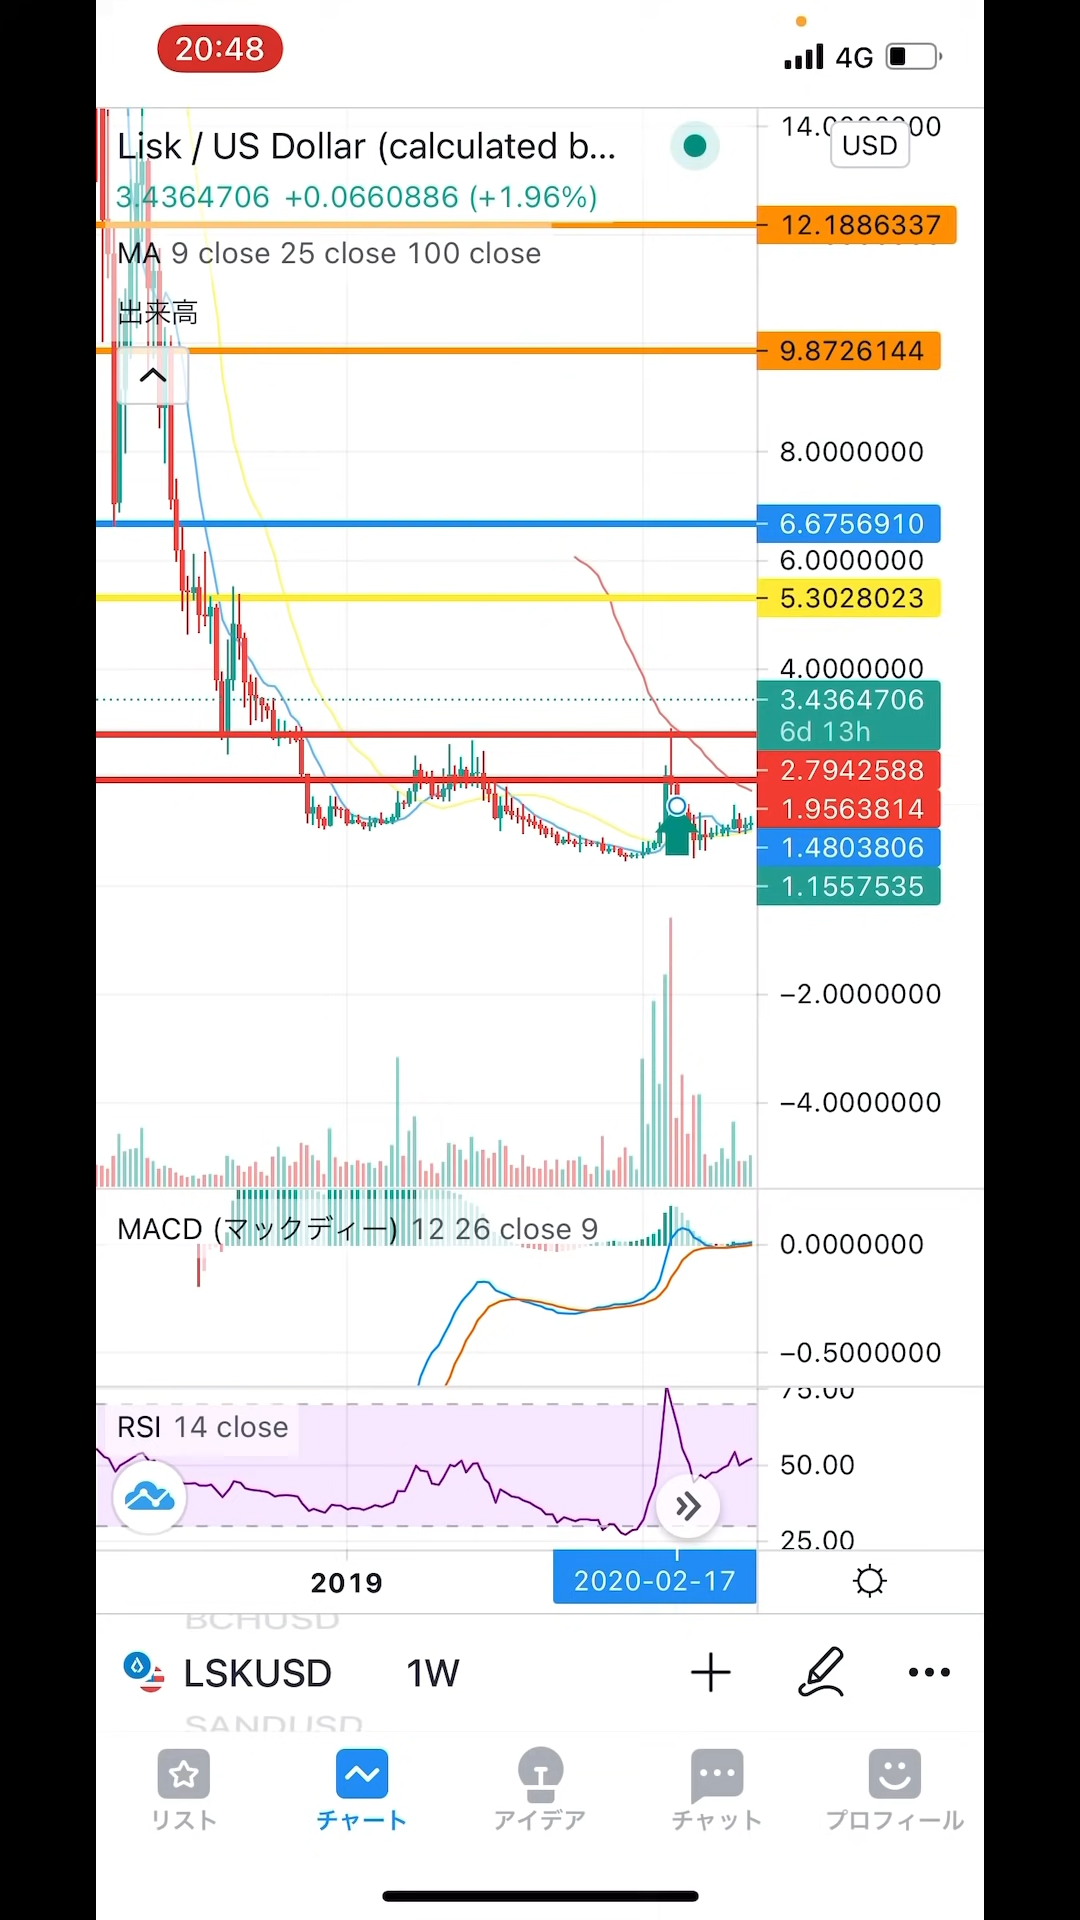 20:48
4G
Lisk / US Dollar (calculated b...
USD
3.4364706 +0.0660886 (+1.96%)
12.1886337
MA 9 close 25 close 100 close
出来高
9.8726144
8.0000000
6.6756910
6.0000000
5.3028023
4.0000000
3.4364706
6d 13h
2.7942588
1.9563814
1.4803806
1.1557535
−2.0000000
−4.0000000
MACD (マックディー) 12 26 close 9
0.0000000
−0.5000000
75.00
RSI 14 close
50.00
25.00
2019
2020-02-17
BCHUSD
LSKUSD 1W
SANDUSD
リスト チャート アイデア チャット プロフィール